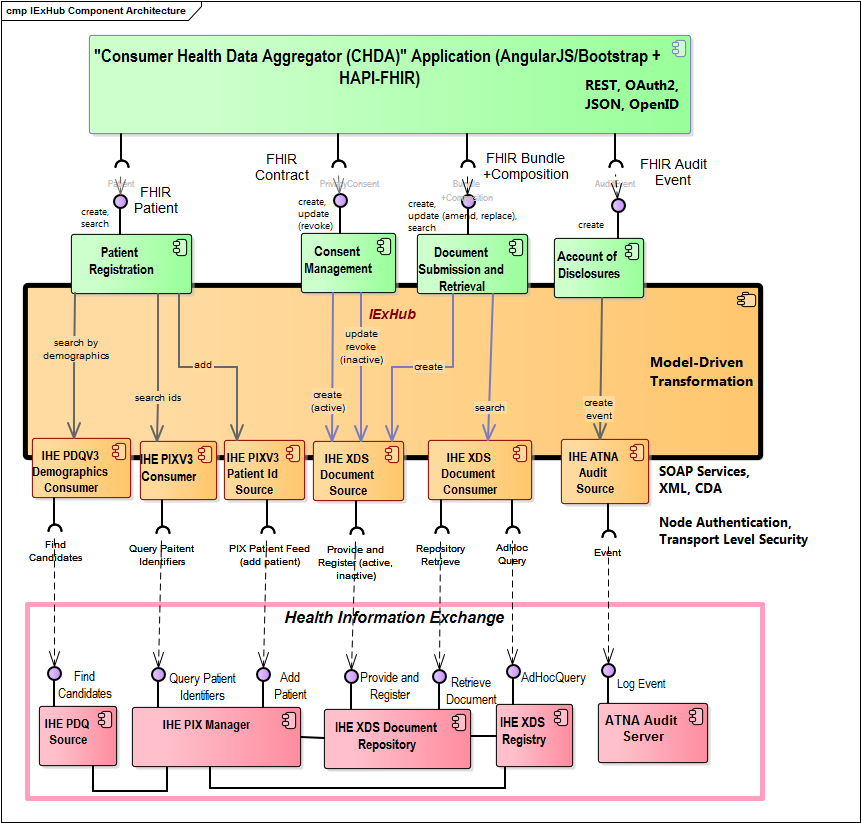 cmp IExHub Component Architecture
"Consumer Health Data Aggregator (CHDA)" Application (AngularJS/Bootstrap +
HAPI-FHIR)
REST, OAuth2,
JSON, OpenID
Patient
FHIR
Patient
create,
search
FHIR
Contract
PrivacyConsent
create,
update
(revoke)
FHIR Bundle
+Composition
Bundle
+Composition
create,
update (amend, replace),
search
FHIR Audit
Event
AuditEvent
create
Patient
Registration
Consent
Management
Document
Submission and
Retrieval
Account of
Disclosures
IExHub
search by
demographics
search ids
add
create
(active)
update
revoke
(inactive)
create
search
create
event
Model-Driven
Transformation
IHE PDQV3
Demographics
Consumer
IHE PIXV3
Consumer
IHE PIXV3
Patient Id
Source
IHE XDS
Document
Source
IHE XDS
Document
Consumer
IHE ATNA
Audit
Source
SOAP Services,
XML, CDA
Node Authentication,
Transport Level Security
Find
Candidates
Query Paitent
Identifiers
PIX Patient Feed
(add patient)
Provide and
Register (active,
inactive)
Repository
Retrieve
AdHoc
Query
Event
Health Information Exchange
Find
Candidates
Query Patient
Identifiers
Add
Patient
Provide and
Register
Retrieve
Document
AdHocQuery
Log Event
IHE PDQ
Source
IHE PIX Manager
IHE XDS Document
Repository
IHE XDS
Registry
ATNA Audit
Server